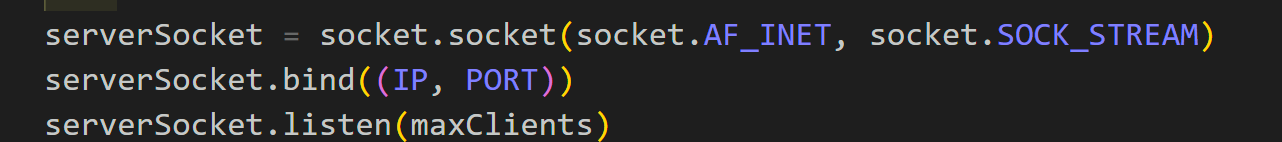 serverSocket = socket.socket(socket.AF_INET, socket.SOCK_STREAM)
serverSocket.bind((IP, PORT))
serverSocket.listen(maxClients)